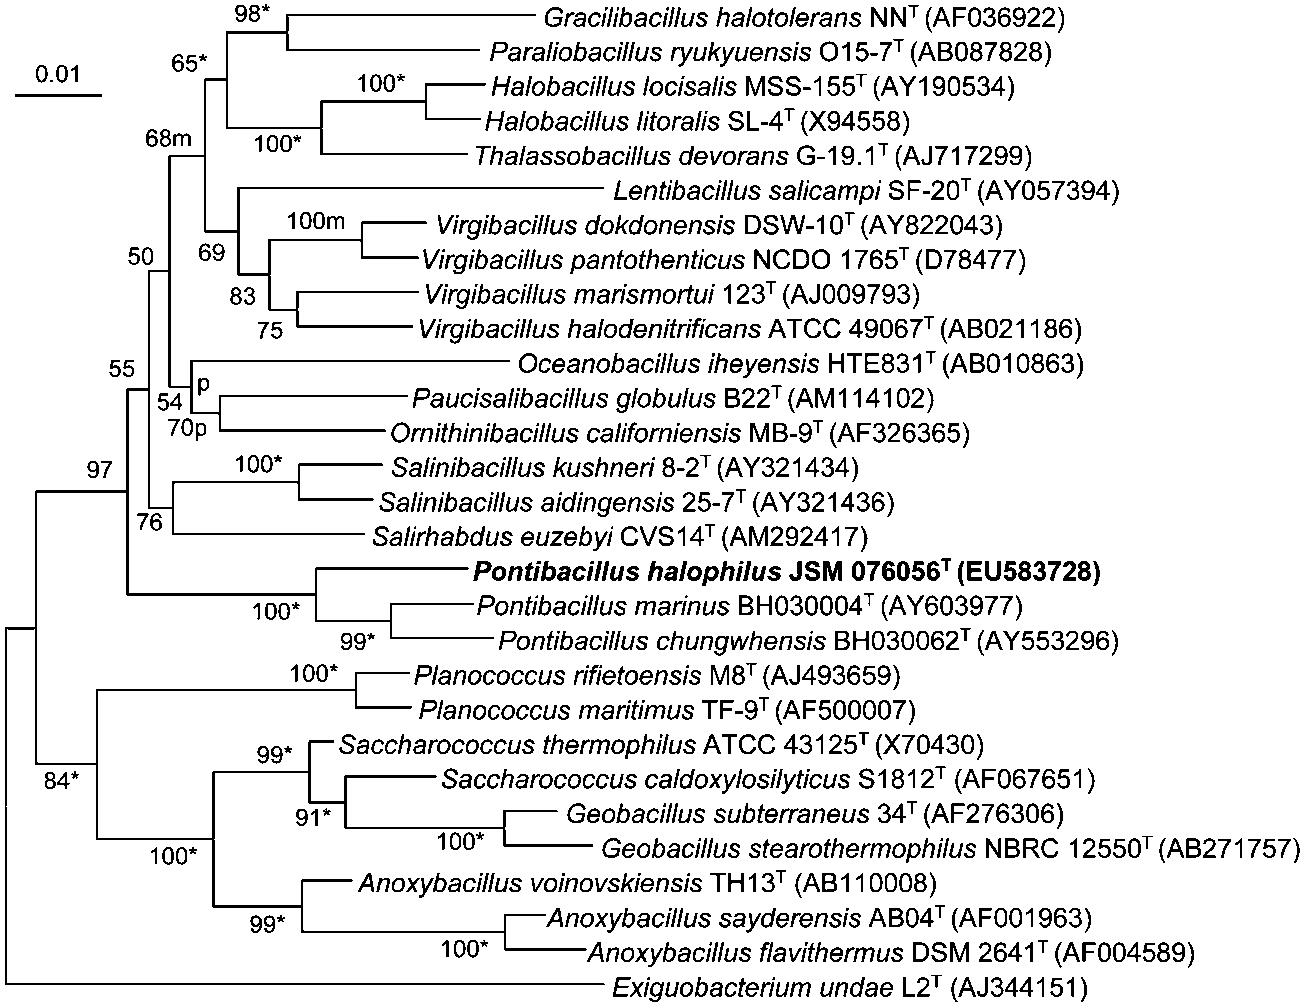 98*
Gracilibacillus halotolerans NNᵀ (AF036922)
65*
Paraliobacillus ryukyuensis O15-7ᵀ (AB087828)
0.01
100*
Halobacillus locisalis MSS-155ᵀ (AY190534)
Halobacillus litoralis SL-4ᵀ (X94558)
68m
100*
Thalassobacillus devorans G-19.1ᵀ (AJ717299)
Lentibacillus salicampi SF-20ᵀ (AY057394)
100m
Virgibacillus dokdonensis DSW-10ᵀ (AY822043)
50
69
Virgibacillus pantothenticus NCDO 1765ᵀ (D78477)
83
Virgibacillus marismortui 123ᵀ (AJ009793)
75
Virgibacillus halodenitrificans ATCC 49067ᵀ (AB021186)
55
Oceanobacillus iheyensis HTE831ᵀ (AB010863)
p
54
Paucisalibacillus globulus B22ᵀ (AM114102)
70p
Ornithinibacillus californiensis MB-9ᵀ (AF326365)
97
100*
Salinibacillus kushneri 8-2ᵀ (AY321434)
Salinibacillus aidingensis 25-7ᵀ (AY321436)
76
Salirhabdus euzebyi CVS14ᵀ (AM292417)
Pontibacillus halophilus JSM 076056ᵀ (EU583728)
100*
Pontibacillus marinus BH030004ᵀ (AY603977)
99*
Pontibacillus chungwhensis BH030062ᵀ (AY553296)
100*
Planococcus rifietoensis M8ᵀ (AJ493659)
Planococcus maritimus TF-9ᵀ (AF500007)
99*
Saccharococcus thermophilus ATCC 43125ᵀ (X70430)
84*
Saccharococcus caldoxylosilyticus S1812ᵀ (AF067651)
91*
Geobacillus subterraneus 34ᵀ (AF276306)
100*
100*
Geobacillus stearothermophilus NBRC 12550ᵀ (AB271757)
Anoxybacillus voinovskiensis TH13ᵀ (AB110008)
99*
Anoxybacillus sayderensis AB04ᵀ (AF001963)
100*
Anoxybacillus flavithermus DSM 2641ᵀ (AF004589)
Exiguobacterium undae L2ᵀ (AJ344151)